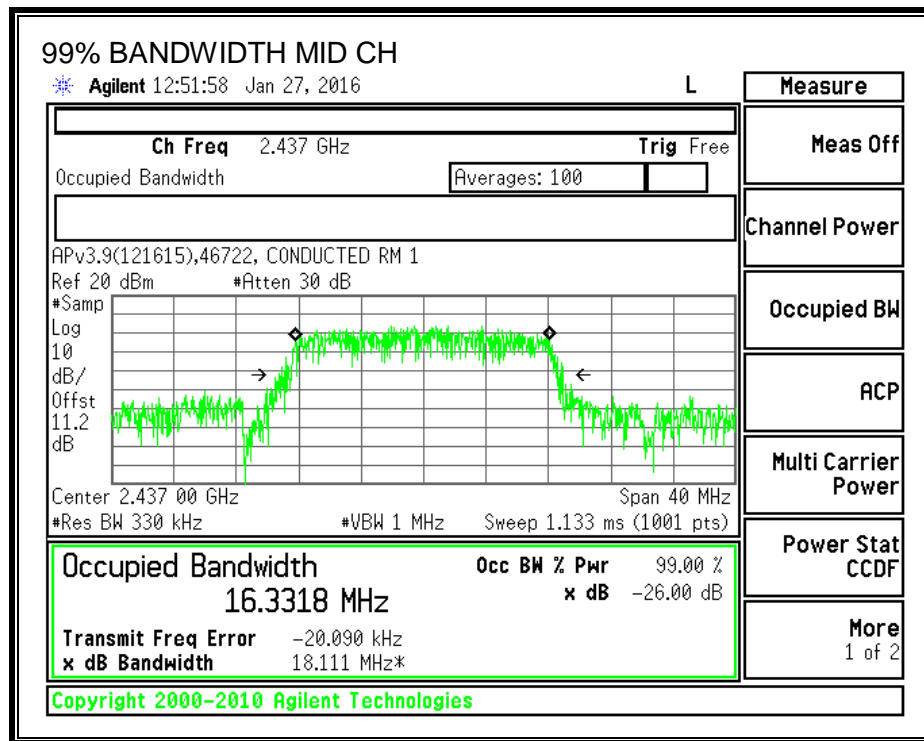 99% BANDWIDTH MID CH
Agilent 12:51:58 Jan 27, 2016 L
Measure
Ch Freq 2.437 GHz Trig Free
Meas Off
Occupied Bandwidth Averages: 100
Channel Power
APv3.9(121615),46722, CONDUCTED RM 1
Ref 20 dBm #Atten 30 dB
#Samp
Log
10
dB/
Offst
11.2
dB
Occupied BW
ACP
Multi Carrier
Power
Center 2.437 00 GHz Span 40 MHz
#Res BW 330 kHz #VBW 1 MHz Sweep 1.133 ms (1001 pts)
Power Stat
CCDF
Occupied Bandwidth Occ BW % Pwr 99.00 %
16.3318 MHz x dB -26.00 dB
Transmit Freq Error -20.090 kHz
x dB Bandwidth 18.111 MHz*
More
1 of 2
Copyright 2000-2010 Agilent Technologies